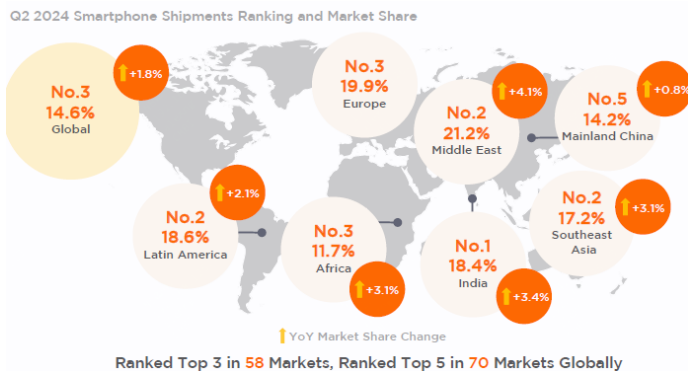 Q2 2024 Smartphone Shipments Ranking and Market Share
No.3
14.6%
Global
+1.8%
No.3
19.9%
Europe
No.2
21.2%
Middle East
+4.1%
No.5
14.2%
Mainland China
+0.8%
No.2
18.6%
Latin America
+2.1%
No.3
11.7%
Africa
+3.1%
No.1
18.4%
India
+3.4%
No.2
17.2%
Southeast
Asia
+3.1%
YoY Market Share Change
Ranked Top 3 in 58 Markets, Ranked Top 5 in 70 Markets Globally